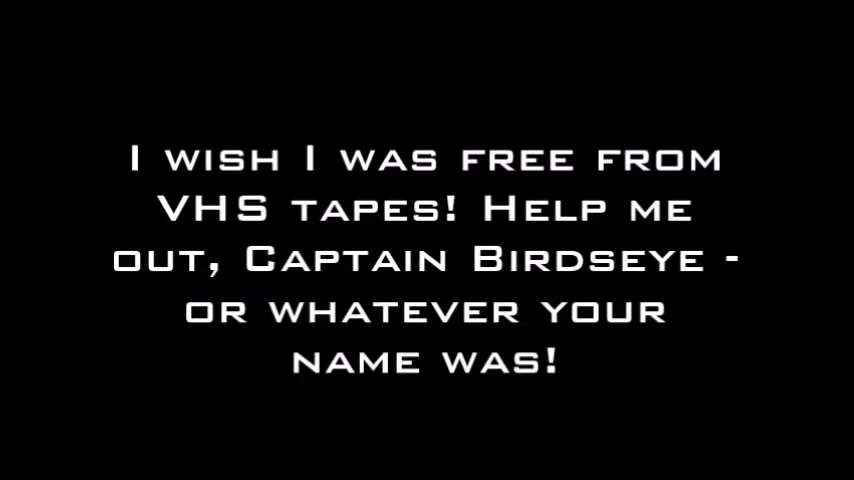 I wish I was free from
VHS tapes! Help me
out, Captain Birdseye -
or whatever your
name was!